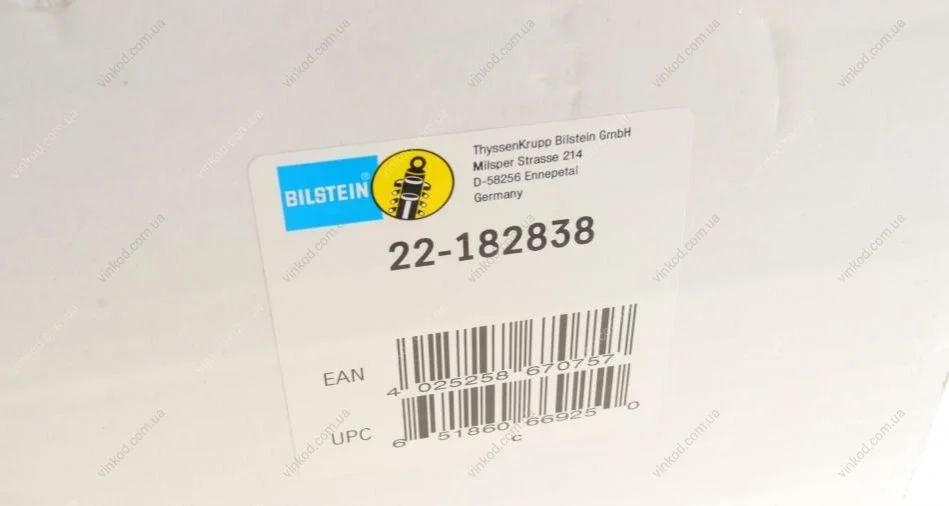 BILSTEIN®
ThyssenKrupp Bilstein GmbH
Milsper Strasse 214
D-58256 Ennepetal
Germany
22-182838
EAN
4 025258 670757
UPC
6 51860 66925 0
c
vinkod.com.ua